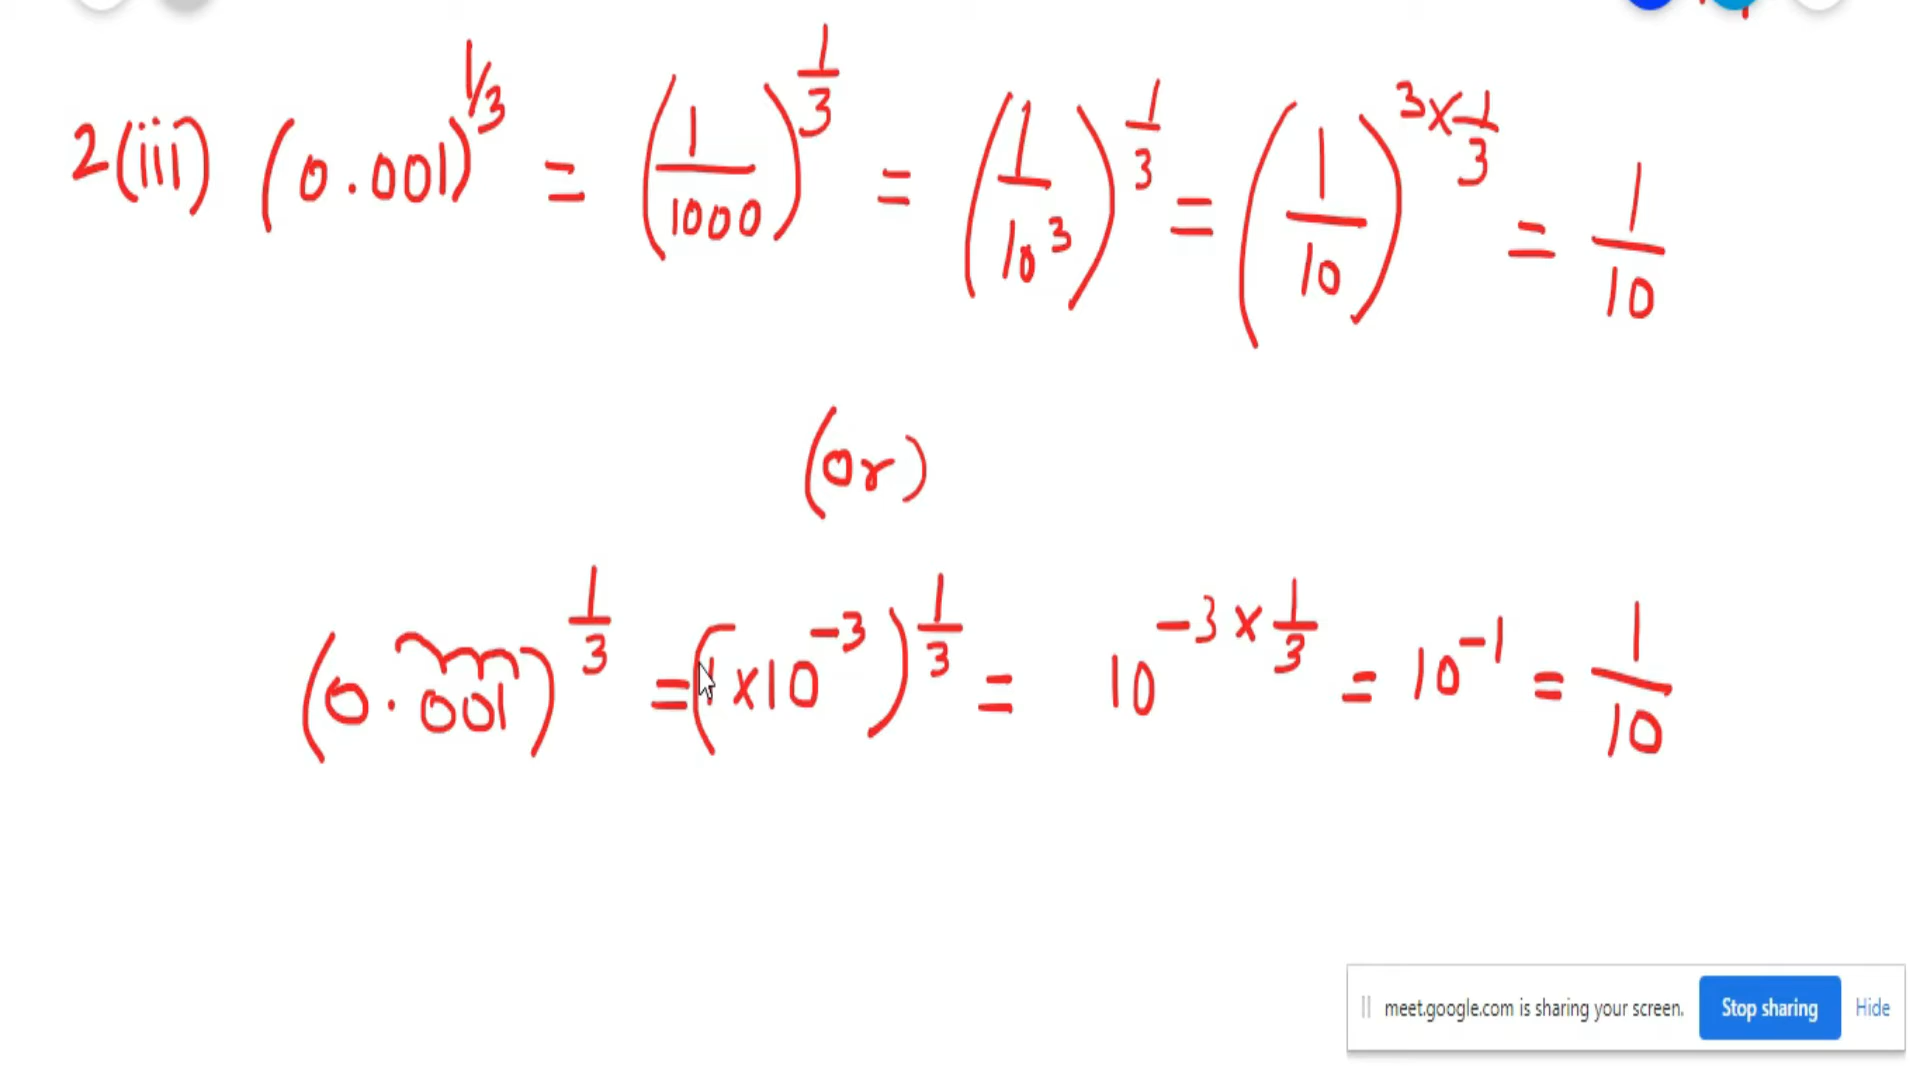 2(iii) (0.001)^{1/3} = (1/1000)^{1/3} = (1/10^3)^{1/3} = (1/10)^{3×1/3} = 1/10
(or)
(0.001)^{1/3} = (1×10^{-3})^{1/3} = 10^{-3×1/3} = 10^{-1} = 1/10
meet.google.com is sharing your screen. Stop sharing Hide